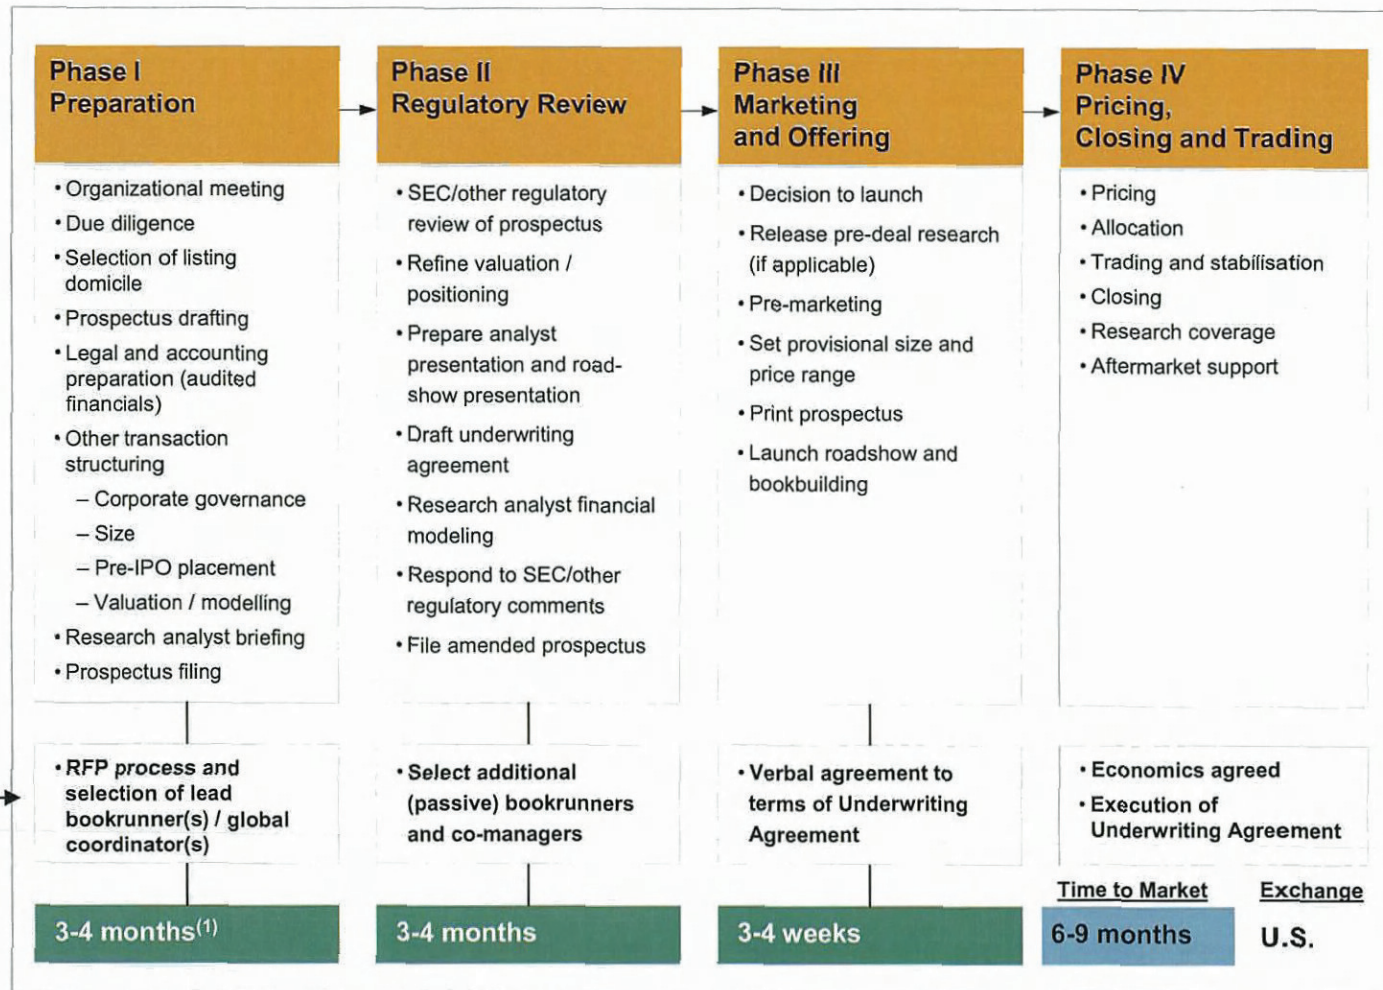 Phase I
Preparation
• Organizational meeting
• Due diligence
• Selection of listing
domicile
• Prospectus drafting
• Legal and accounting
preparation (audited
financials)
• Other transaction
structuring
– Corporate governance
– Size
– Pre-IPO placement
– Valuation / modelling
• Research analyst briefing
• Prospectus filing
• RFP process and
selection of lead
bookrunner(s) / global
coordinator(s)
3-4 months(1)
Phase II
Regulatory Review
• SEC/other regulatory
review of prospectus
• Refine valuation /
positioning
• Prepare analyst
presentation and road-
show presentation
• Draft underwriting
agreement
• Research analyst financial
modeling
• Respond to SEC/other
regulatory comments
• File amended prospectus
• Select additional
(passive) bookrunners
and co-managers
3-4 months
Phase III
Marketing
and Offering
• Decision to launch
• Release pre-deal research
(if applicable)
• Pre-marketing
• Set provisional size and
price range
• Print prospectus
• Launch roadshow and
bookbuilding
• Verbal agreement to
terms of Underwriting
Agreement
3-4 weeks
Phase IV
Pricing,
Closing and Trading
• Pricing
• Allocation
• Trading and stabilisation
• Closing
• Research coverage
• Aftermarket support
• Economics agreed
• Execution of
Underwriting Agreement
Time to Market
6-9 months
Exchange
U.S.